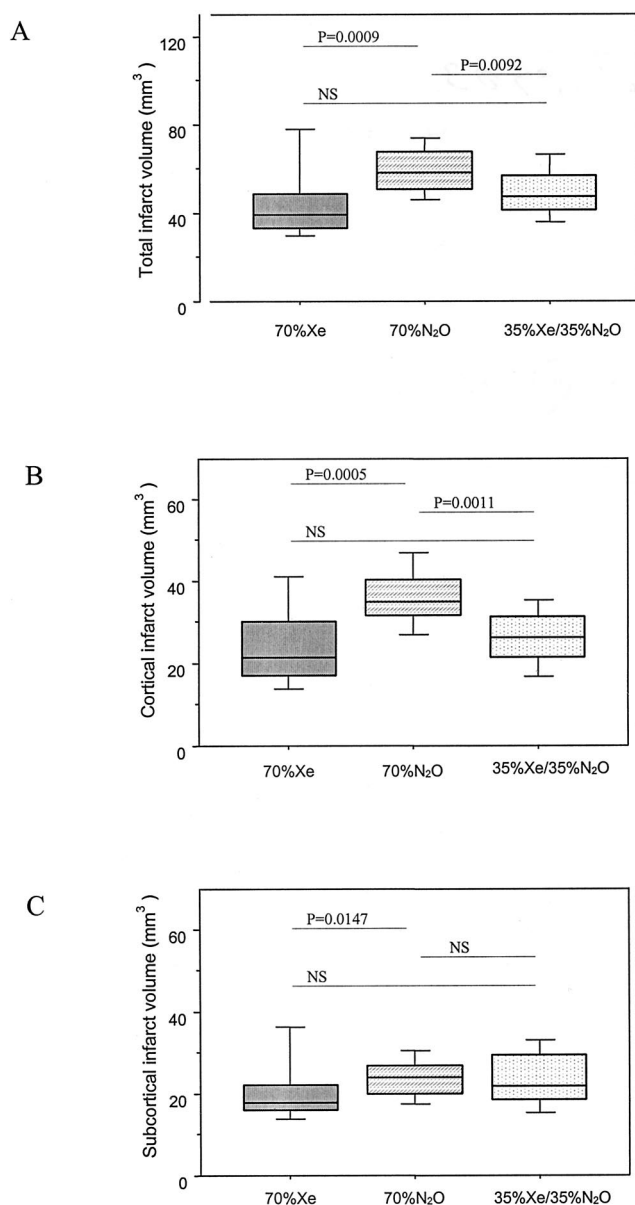 A
Total infarct volume (mm³)
120
80
40
0
P=0.0009
P=0.0092
NS
70%Xe
70%N₂O
35%Xe/35%N₂O
B
Cortical infarct volume (mm³)
60
40
20
0
P=0.0005
P=0.0011
NS
70%Xe
70%N₂O
35%Xe/35%N₂O
C
Subcortical infarct volume (mm³)
60
40
20
0
P=0.0147
NS
NS
70%Xe
70%N₂O
35%Xe/35%N₂O